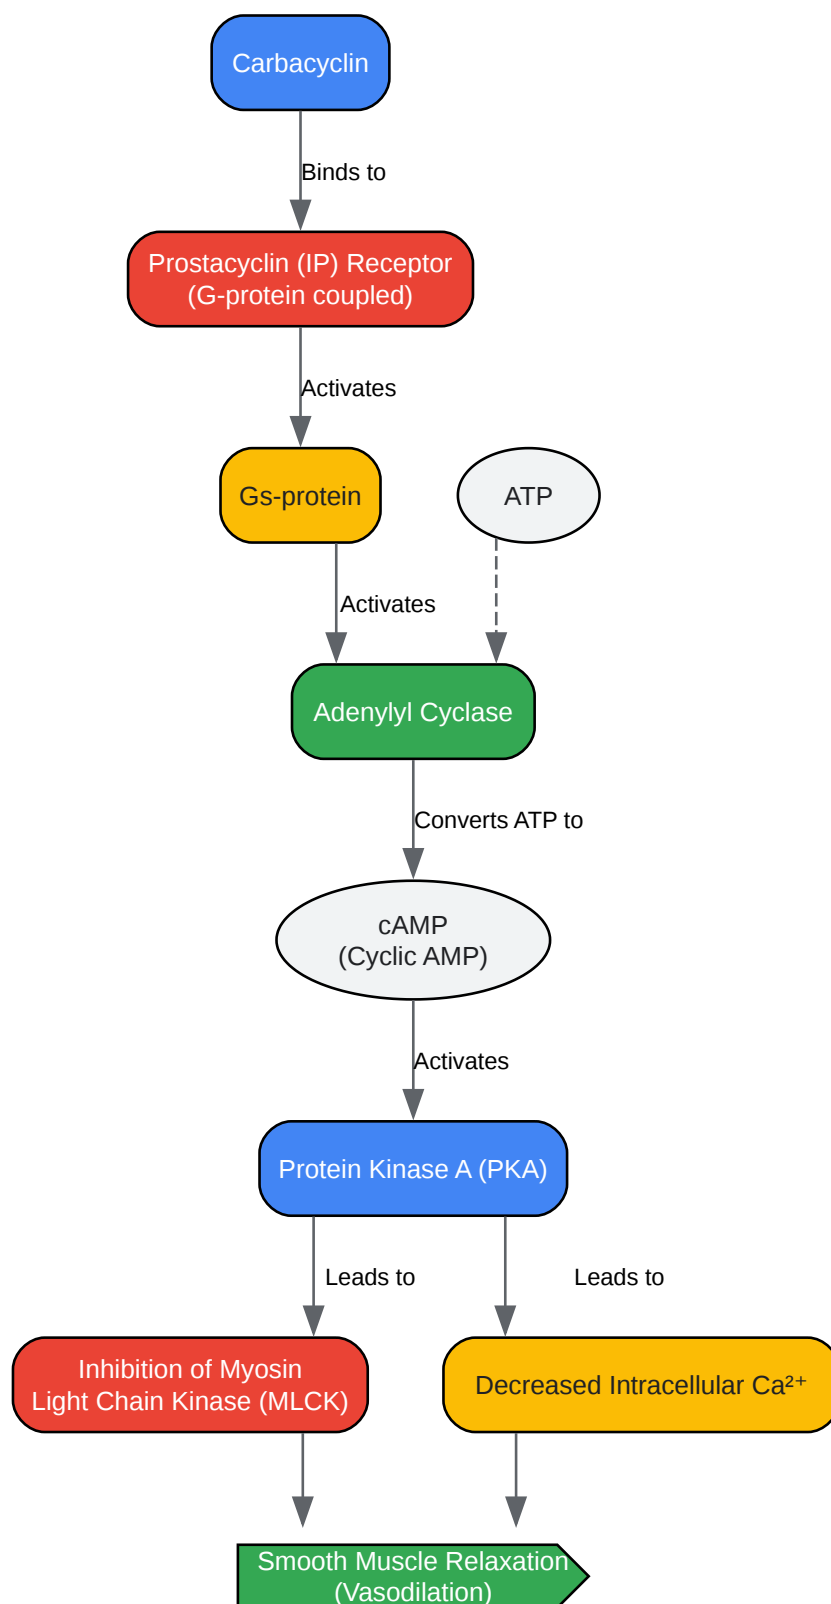 Carbacyclin
Binds to
Prostacyclin (IP) Receptor
(G-protein coupled)
Activates
Gs-protein
ATP
Activates
Adenylyl Cyclase
Converts ATP to
cAMP
(Cyclic AMP)
Activates
Protein Kinase A (PKA)
Leads to
Leads to
Inhibition of Myosin
Light Chain Kinase (MLCK)
Decreased Intracellular Ca²⁺
Smooth Muscle Relaxation
(Vasodilation)